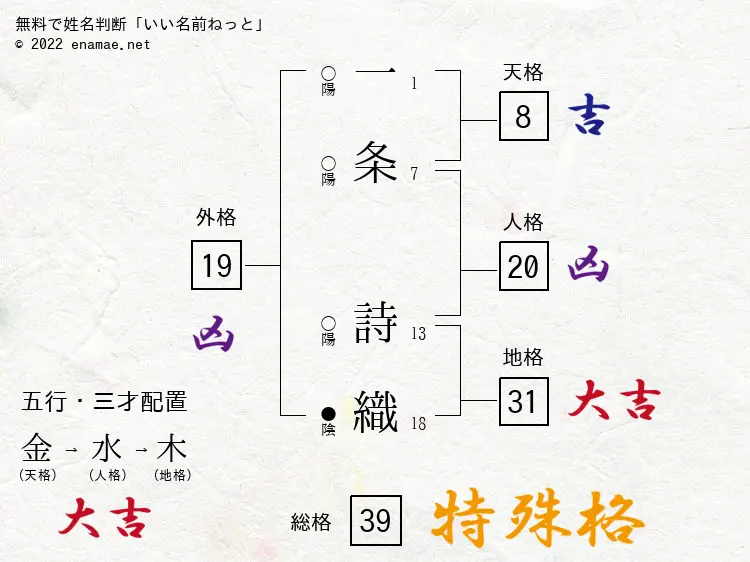 無料で姓名判断「いい名前ねっと」
© 2022 enamae.net
○陽 一 1
天格
8 吉
○陽 条 7
外格
19
凶
人格
20 凶
○陽 詩 13
地格
31 大吉
●陰 織 18
五行・三才配置
金 → 水 → 木
(天格) (人格) (地格)
大吉
総格 39 特殊格